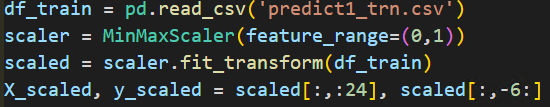 df_train = pd.read_csv('predict1_trn.csv')
scaler = MinMaxScaler(feature_range=(0,1))
scaled = scaler.fit_transform(df_train)
X_scaled, y_scaled = scaled[:,:24], scaled[:,-6:]